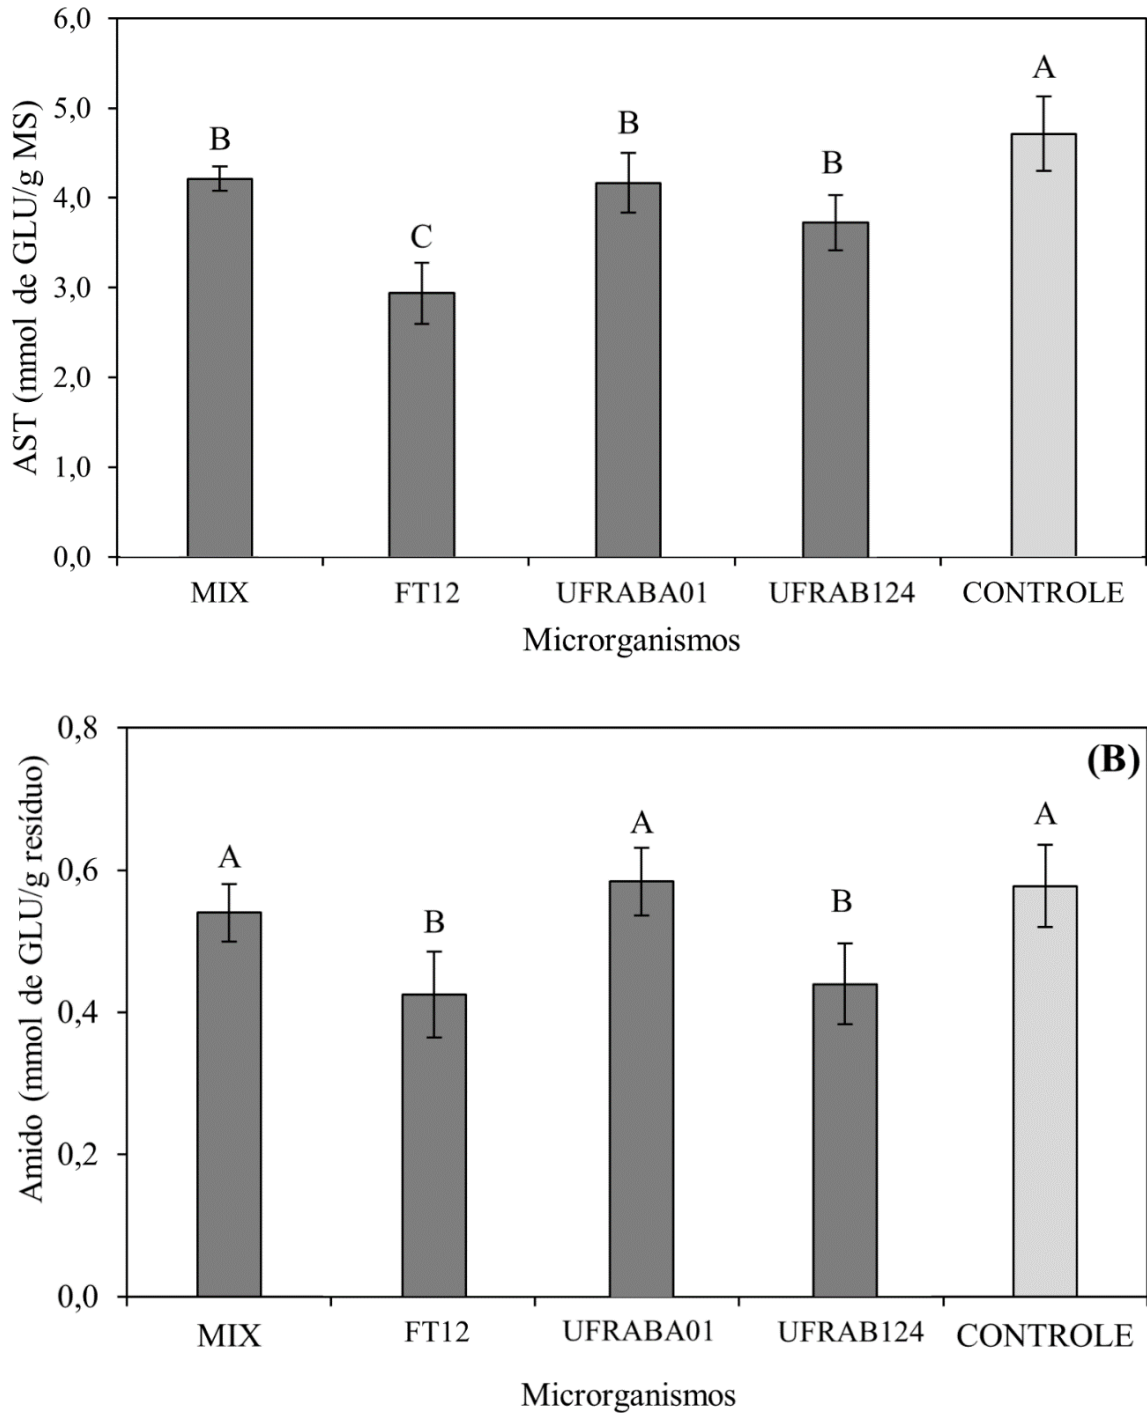 AST (mmol de GLU/g MS)
6,0
5,0
4,0
3,0
2,0
1,0
0,0
B
C
B
B
A
MIX
FT12
UFRABA01
UFRAB124
CONTROLE
Microrganismos
(B)
Amido (mmol de GLU/g resíduo)
0,8
0,6
0,4
0,2
0,0
A
B
A
B
A
MIX
FT12
UFRABA01
UFRAB124
CONTROLE
Microrganismos